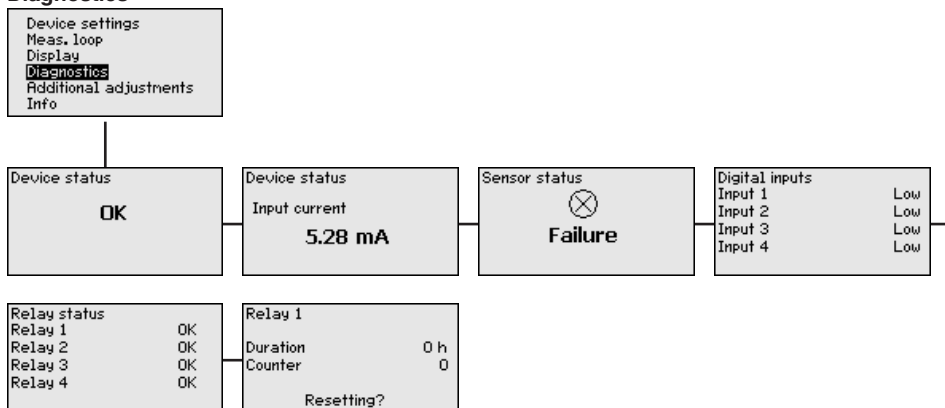 Diagnostics
Device settings
Meas. loop
Display
Diagnostics
Additional adjustments
Info
Device status
OK
Device status
Input current
5.28 mA
Sensor status
Failure
Digital inputs
Input 1 Low
Input 2 Low
Input 3 Low
Input 4 Low
Relay status
Relay 1 OK
Relay 2 OK
Relay 3 OK
Relay 4 OK
Relay 1
Duration 0 h
Counter 0
Resetting?